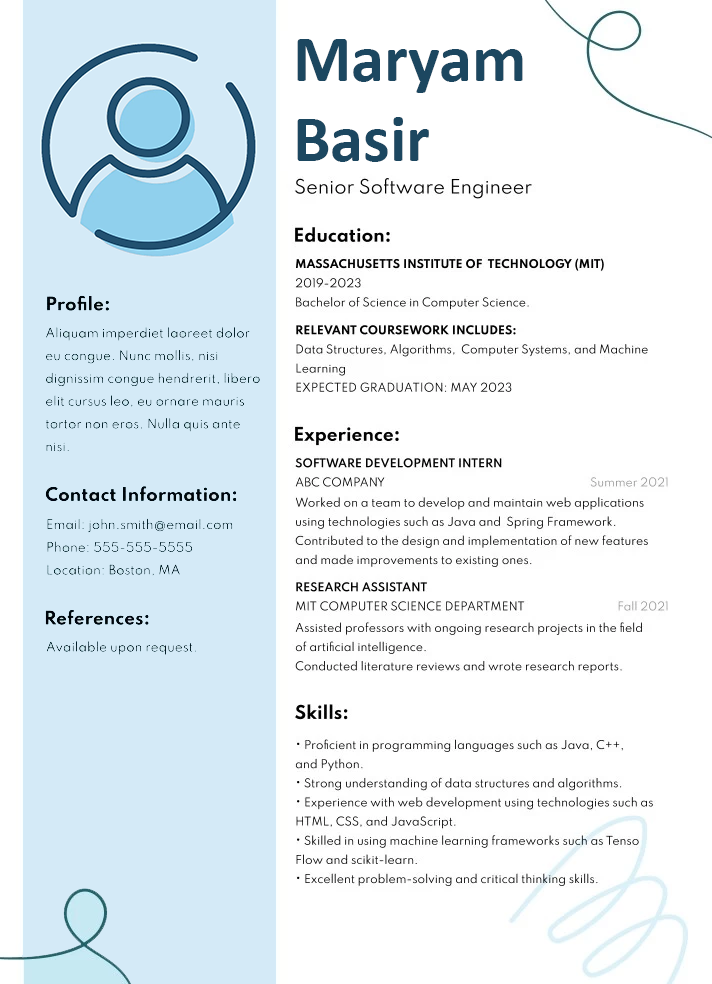 Maryam
Basir
Senior Software Engineer
Profile:
Aliquam imperdiet laoreet dolor
eu congue. Nunc mollis, nisi
dignissim congue hendrerit, libero
elit cursus leo, eu ornare mauris
tortor non eros. Nulla quis ante
nisi.
Contact Information:
Email: john.smith@email.com
Phone: 555-555-5555
Location: Boston, MA
References:
Available upon request.
Education:
MASSACHUSETTS INSTITUTE OF TECHNOLOGY (MIT)
2019-2023
Bachelor of Science in Computer Science.
RELEVANT COURSEWORK INCLUDES:
Data Structures, Algorithms, Computer Systems, and Machine
Learning
EXPECTED GRADUATION: MAY 2023
Experience:
SOFTWARE DEVELOPMENT INTERN
ABC COMPANY Summer 2021
Worked on a team to develop and maintain web applications
using technologies such as Java and Spring Framework.
Contributed to the design and implementation of new features
and made improvements to existing ones.
RESEARCH ASSISTANT
MIT COMPUTER SCIENCE DEPARTMENT Fall 2021
Assisted professors with ongoing research projects in the field
of artificial intelligence.
Conducted literature reviews and wrote research reports.
Skills:
• Proficient in programming languages such as Java, C++,
and Python.
• Strong understanding of data structures and algorithms.
• Experience with web development using technologies such as
HTML, CSS, and JavaScript.
• Skilled in using machine learning frameworks such as Tenso
Flow and scikit-learn.
• Excellent problem-solving and critical thinking skills.